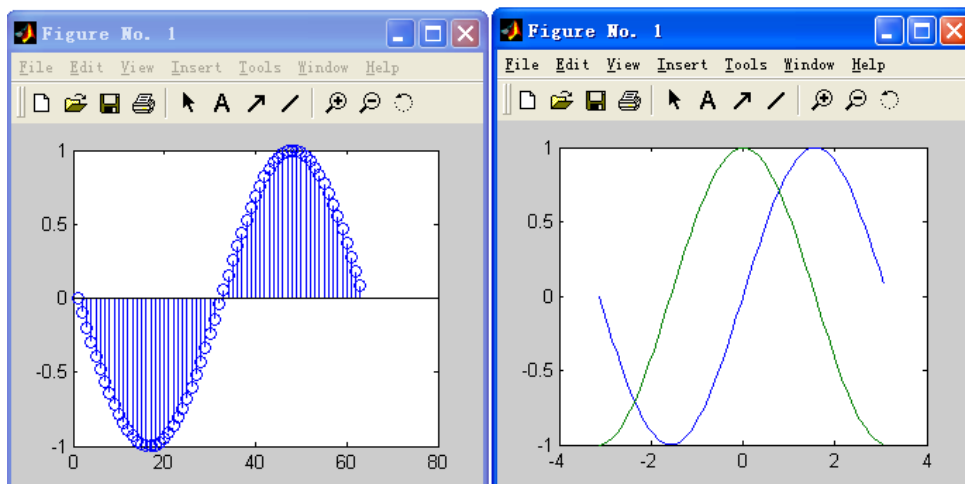 Figure No. 1
File Edit View Insert Tools Window Help
A
1
0.5
0
-0.5
-1
0 20 40 60 80
Figure No. 1
File Edit View Insert Tools Window Help
A
1
0.5
0
-0.5
-1
-4 -2 0 2 4